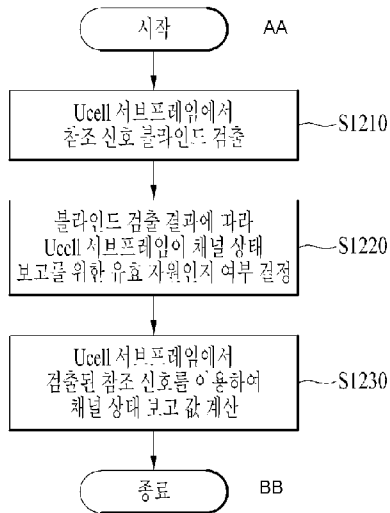 시작 AA
Ucell 서브프레임에서
참조 신호 블라인드 검출
S1210
블라인드 검출 결과에 따라
Ucell 서브프레임이 채널 상태
보고를 위한 유효 자원인지 여부 결정
S1220
Ucell 서브프레임에서
검출된 참조 신호를 이용하여
채널 상태 보고 값 계산
S1230
종료 BB